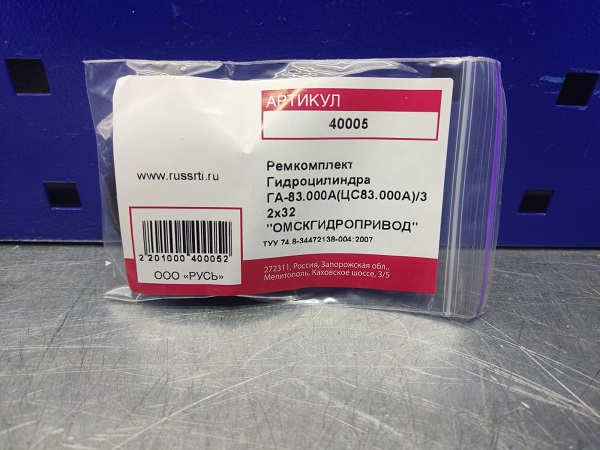 АРТИКУЛ
40005
www.russrti.ru
Ремкомплект
Гидроцилиндра
ГА-83.000А(ЦС83.000А)/3
2х32
"ОМСКГИДРОПРИВОД"
ТУУ 74.8-34472138-004:2007
2 201000 400052
ООО «РУСЬ»
272311, Россия, Запорожская обл.,
Мелитополь, Каховское шоссе, 3/5